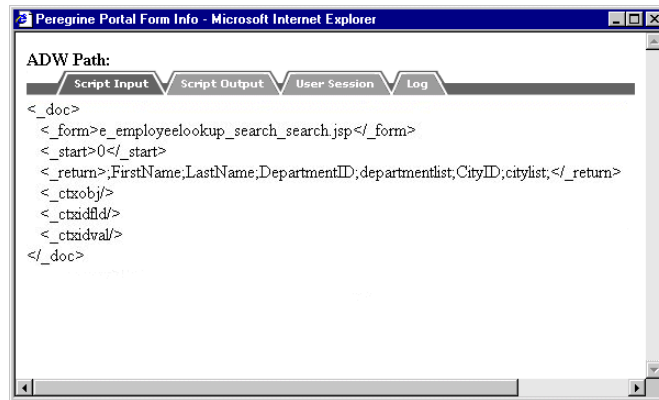 Peregrine Portal Form Info - Microsoft Internet Explorer
ADW Path:
Script Input Script Output User Session Log
<_doc>
<_form>e_employeelookup_search_search.jsp</_form>
<_start>0</_start>
<_return>;FirstName;LastName;DepartmentID;departmentlist;CityID;citylist;</_return>
<_ctxobj/>
<_ctxidfld/>
<_ctxidval/>
</_doc>